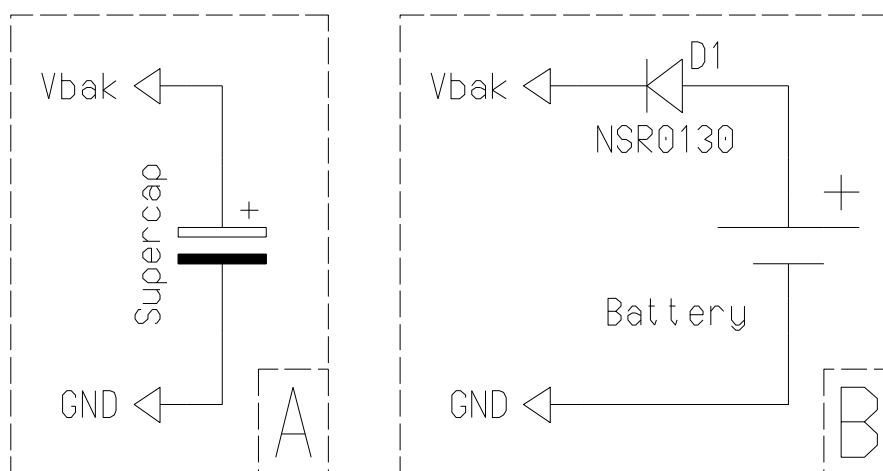 Vbak
+
Supercap
GND
A
D1
Vbak
NSR0130
+
Battery
GND
B